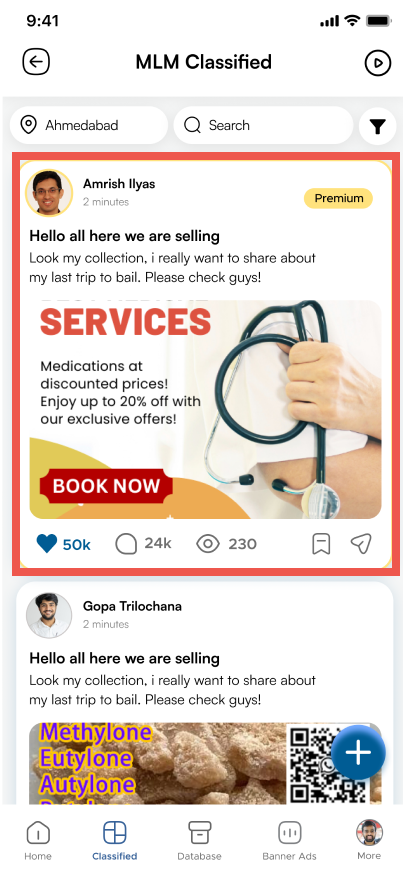 9:41
MLM Classified
Ahmedabad
Search
Amrish Ilyas
2 minutes
Premium
Hello all here we are selling
Look my collection, i really want to share about
my last trip to bail. Please check guys!
SERVICES
Medications at
discounted prices!
Enjoy up to 20% off with
our exclusive offers!
BOOK NOW
50k
24k
230
Gopa Trilochana
2 minutes
Hello all here we are selling
Look my collection, i really want to share about
my last trip to bail. Please check guys!
Methylone
Eutylone
Autylone
Home
Classified
Database
Banner Ads
More